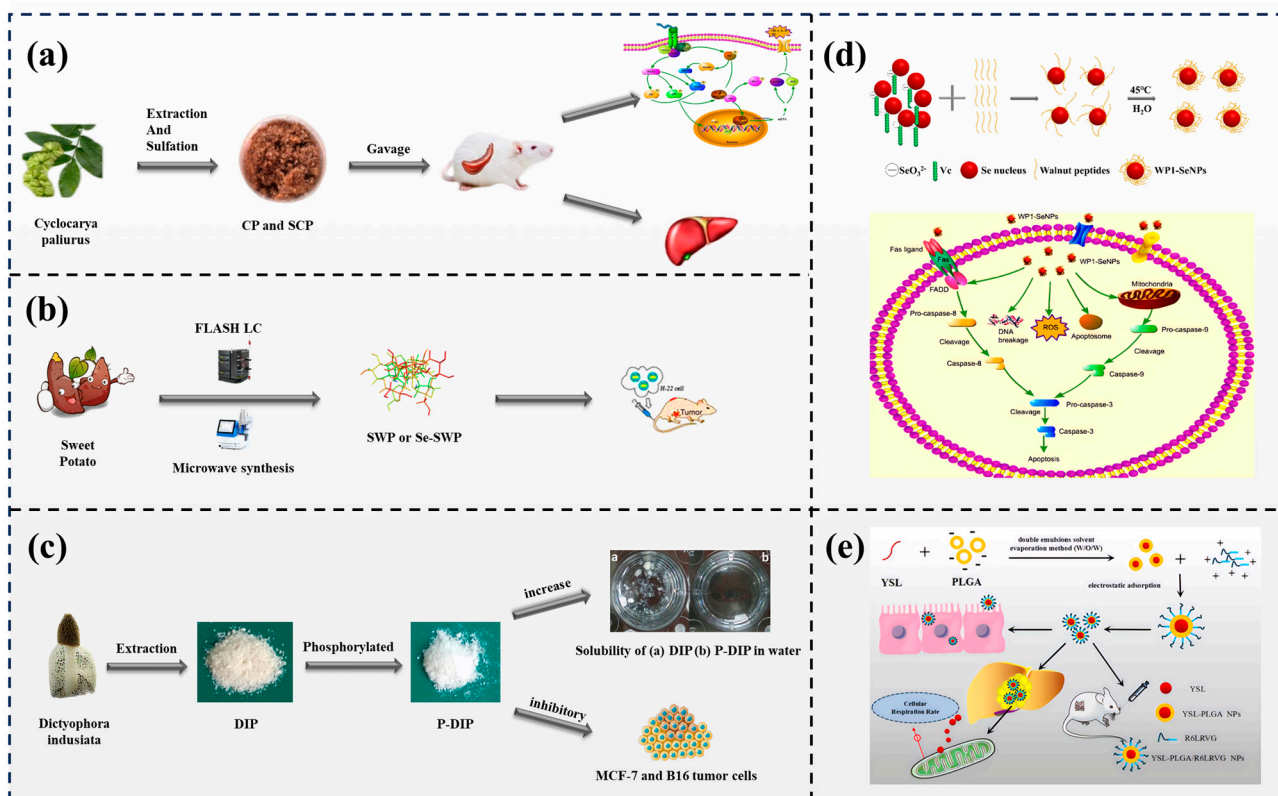 (a)
Extraction
And
Sulfation
Gavage
Cyclocarya
paliurus
CP and SCP
(b)
FLASH LC
H-22 cell
Tumor
Sweet
Potato
Microwave synthesis
SWP or Se-SWP
(c)
Extraction
Phosphorylated
increase
inhibitory
a
b
Solubility of (a) DIP (b) P-DIP in water
Dictyophora
indusiata
DIP
P-DIP
MCF-7 and B16 tumor cells
(d)
45℃
H₂O
SeO₃²⁻
Vc
Se nucleus
Walnut peptides
WP1-SeNPs
WP1-SeNPs
Fas ligand
Fas
FADD
WP1-SeNPs
Mitochondria
Pro-caspase-8
DNA
breakage
ROS
Apoptosome
Pro-caspase-9
Cleavage
Cleavage
Caspase-8
Caspase-9
Pro-caspase-3
Cleavage
Caspase-3
Apoptosis
(e)
YSL
+
PLGA
double emulsions solvent
evaporation method (W/O/W)
+
R6LRVG
electrostatic adsorption
Cellular
Respiration Rate
YSL
YSL-PLGA NPs
R6LRVG
YSL-PLGA/R6LRVG NPs